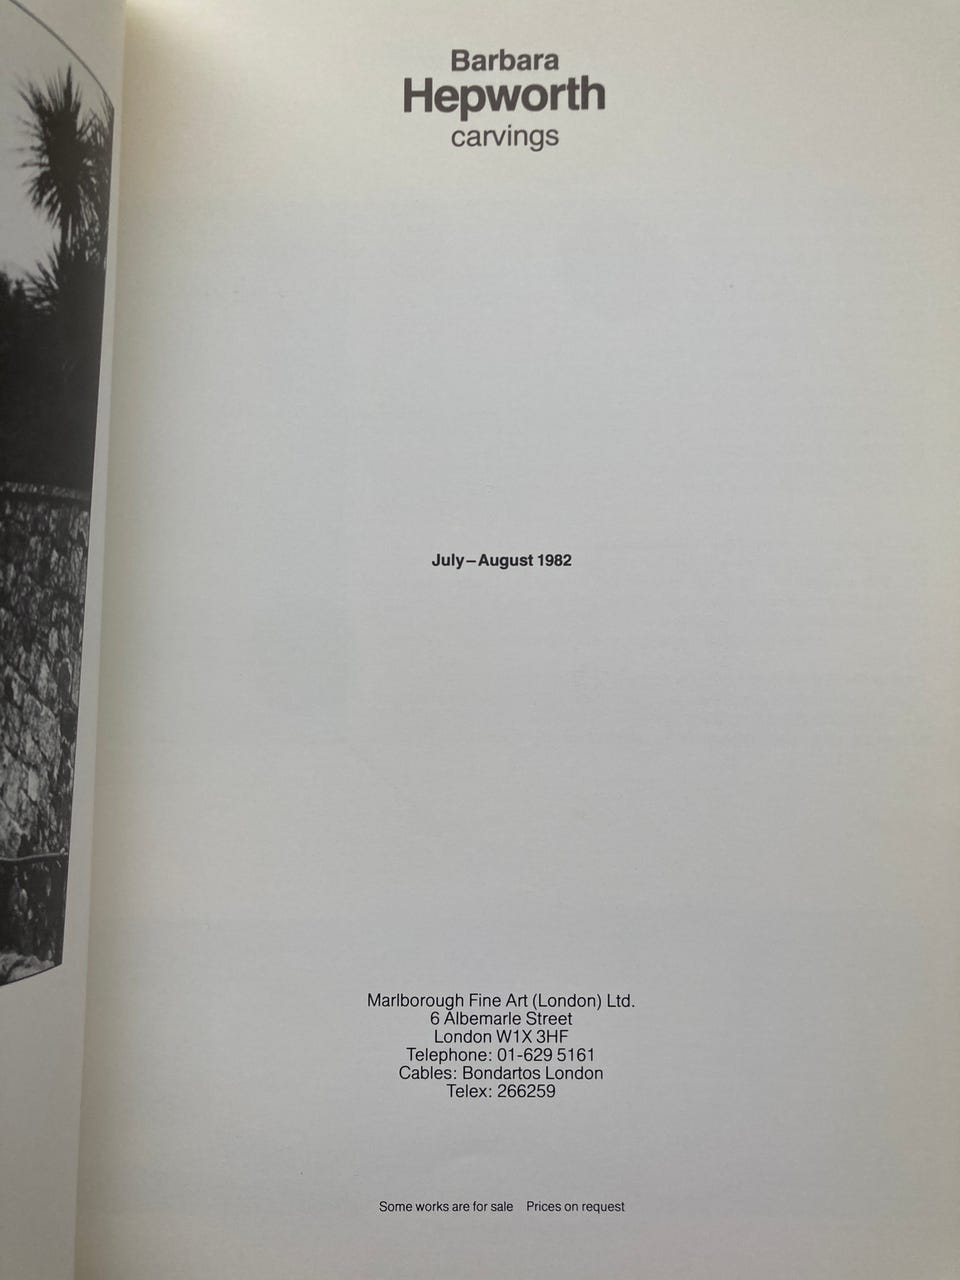 Barbara
Hepworth
carvings
July–August 1982
Marlborough Fine Art (London) Ltd.
6 Albemarle Street
London W1X 3HF
Telephone: 01-629 5161
Cables: Bondartos London
Telex: 266259
Some works are for sale Prices on request